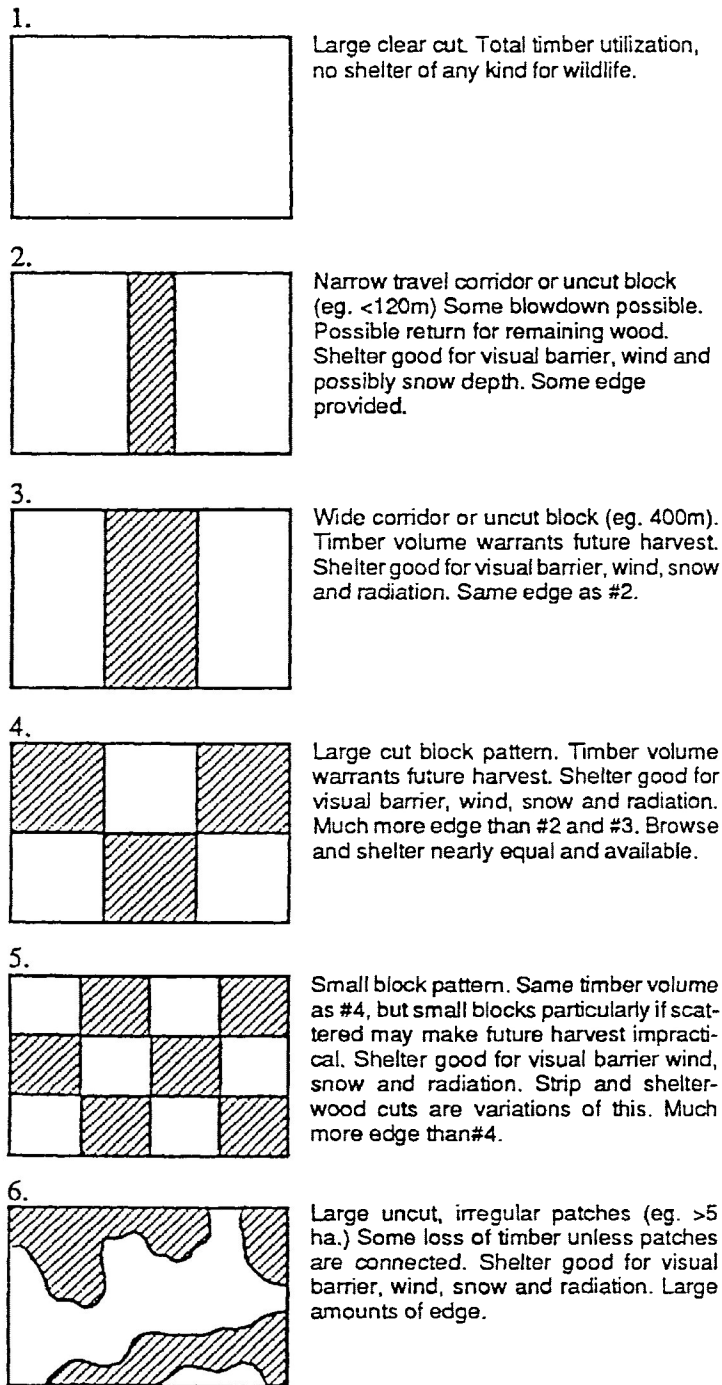 1.
Large clear cut. Total timber utilization,
no shelter of any kind for wildlife.
2.
Narrow travel corridor or uncut block
(eg. <120m) Some blowdown possible.
Possible return for remaining wood.
Shelter good for visual barrier, wind and
possibly snow depth. Some edge
provided.
3.
Wide corridor or uncut block (eg. 400m).
Timber volume warrants future harvest.
Shelter good for visual barrier, wind, snow
and radiation. Same edge as #2.
4.
Large cut block pattern. Timber volume
warrants future harvest. Shelter good for
visual barrier, wind, snow and radiation.
Much more edge than #2 and #3. Browse
and shelter nearly equal and available.
5.
Small block pattern. Same timber volume
as #4, but small blocks particularly if scat-
tered may make future harvest impracti-
cal. Shelter good for visual barrier wind,
snow and radiation. Strip and shelter-
wood cuts are variations of this. Much
more edge than#4.
6.
Large uncut, irregular patches (eg. >5
ha.) Some loss of timber unless patches
are connected. Shelter good for visual
barrier, wind, snow and radiation. Large
amounts of edge.